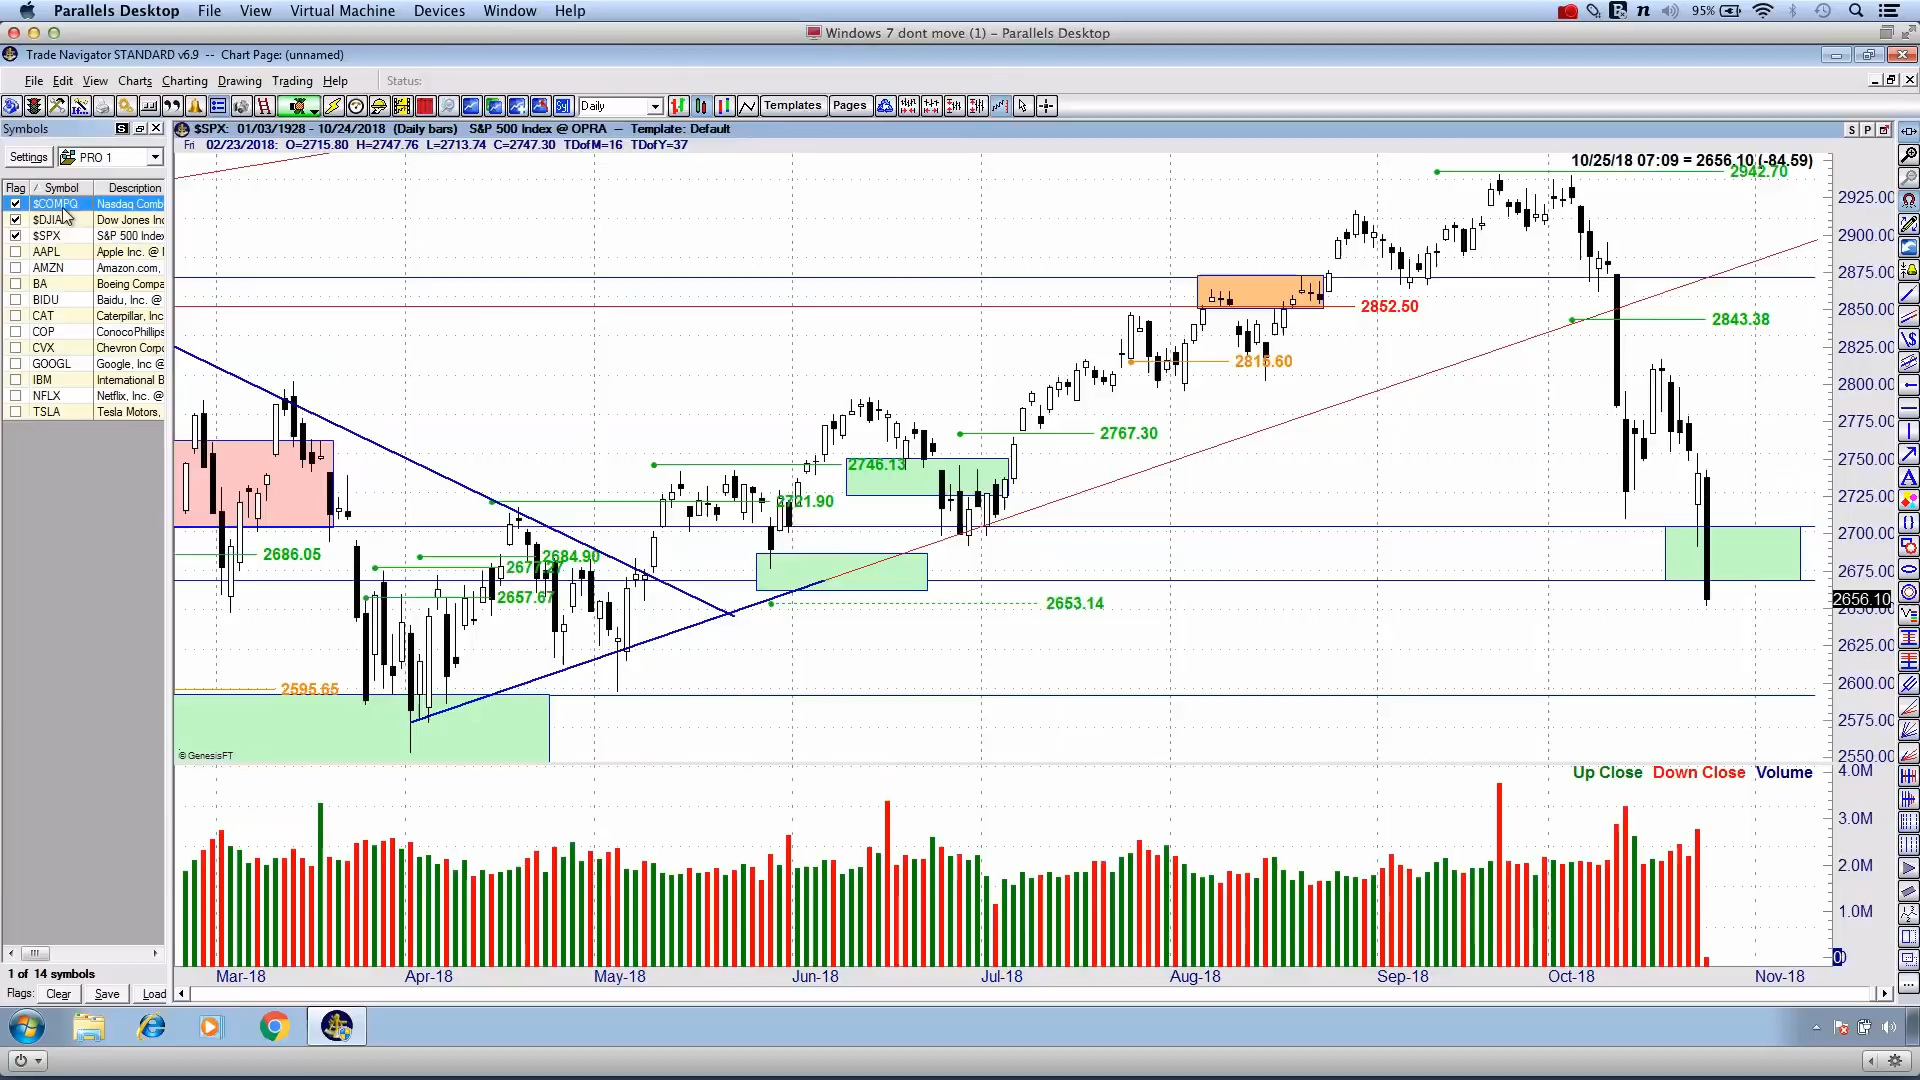 Parallels Desktop File View Virtual Machine Devices Window Help 95%
Windows 7 dont move (1) - Parallels Desktop
Trade Navigator STANDARD v6.9 -- Chart Page: (unnamed)
File Edit View Charts Charting Drawing Trading Help Status:
Daily Templates Pages
Symbols S
$SPX: 01/03/1928 - 10/24/2018 (Daily bars) S&P 500 Index @ OPRA -- Template: Default S P
Fri 02/23/2018: O=2715.80 H=2747.76 L=2713.74 C=2747.30 TDofM=16 TDofY=37
Settings PRO 1
10/25/18 07:09 = 2656.10 (-84.59)
2942.70
Flag Symbol Description
$COMPQ Nasdaq Comb
$DJIA Dow Jones Ind
$SPX S&P 500 Index
AAPL Apple Inc. @
AMZN Amazon.com,
BA Boeing Compa
BIDU Baidu, Inc. @
CAT Caterpillar, Inc
COP ConocoPhillips
CVX Chevron Corpo
GOOGL Google, Inc @
IBM International B
NFLX Netflix, Inc. @
TSLA Tesla Motors,
2925.00
2900.00
2875.00
2850.00
2825.00
2800.00
2775.00
2750.00
2725.00
2700.00
2675.00
2656.10
2650.00
2625.00
2600.00
2575.00
2550.00
2852.50
2843.38
2815.60
2767.30
2746.13
2721.90
2686.05
2684.90
2677.27
2657.67
2653.14
2595.65
© GenesisFT
Up Close Down Close Volume
4.0M
3.0M
2.0M
1.0M
0
Mar-18 Apr-18 May-18 Jun-18 Jul-18 Aug-18 Sep-18 Oct-18 Nov-18
1 of 14 symbols
Flags: Clear Save Load